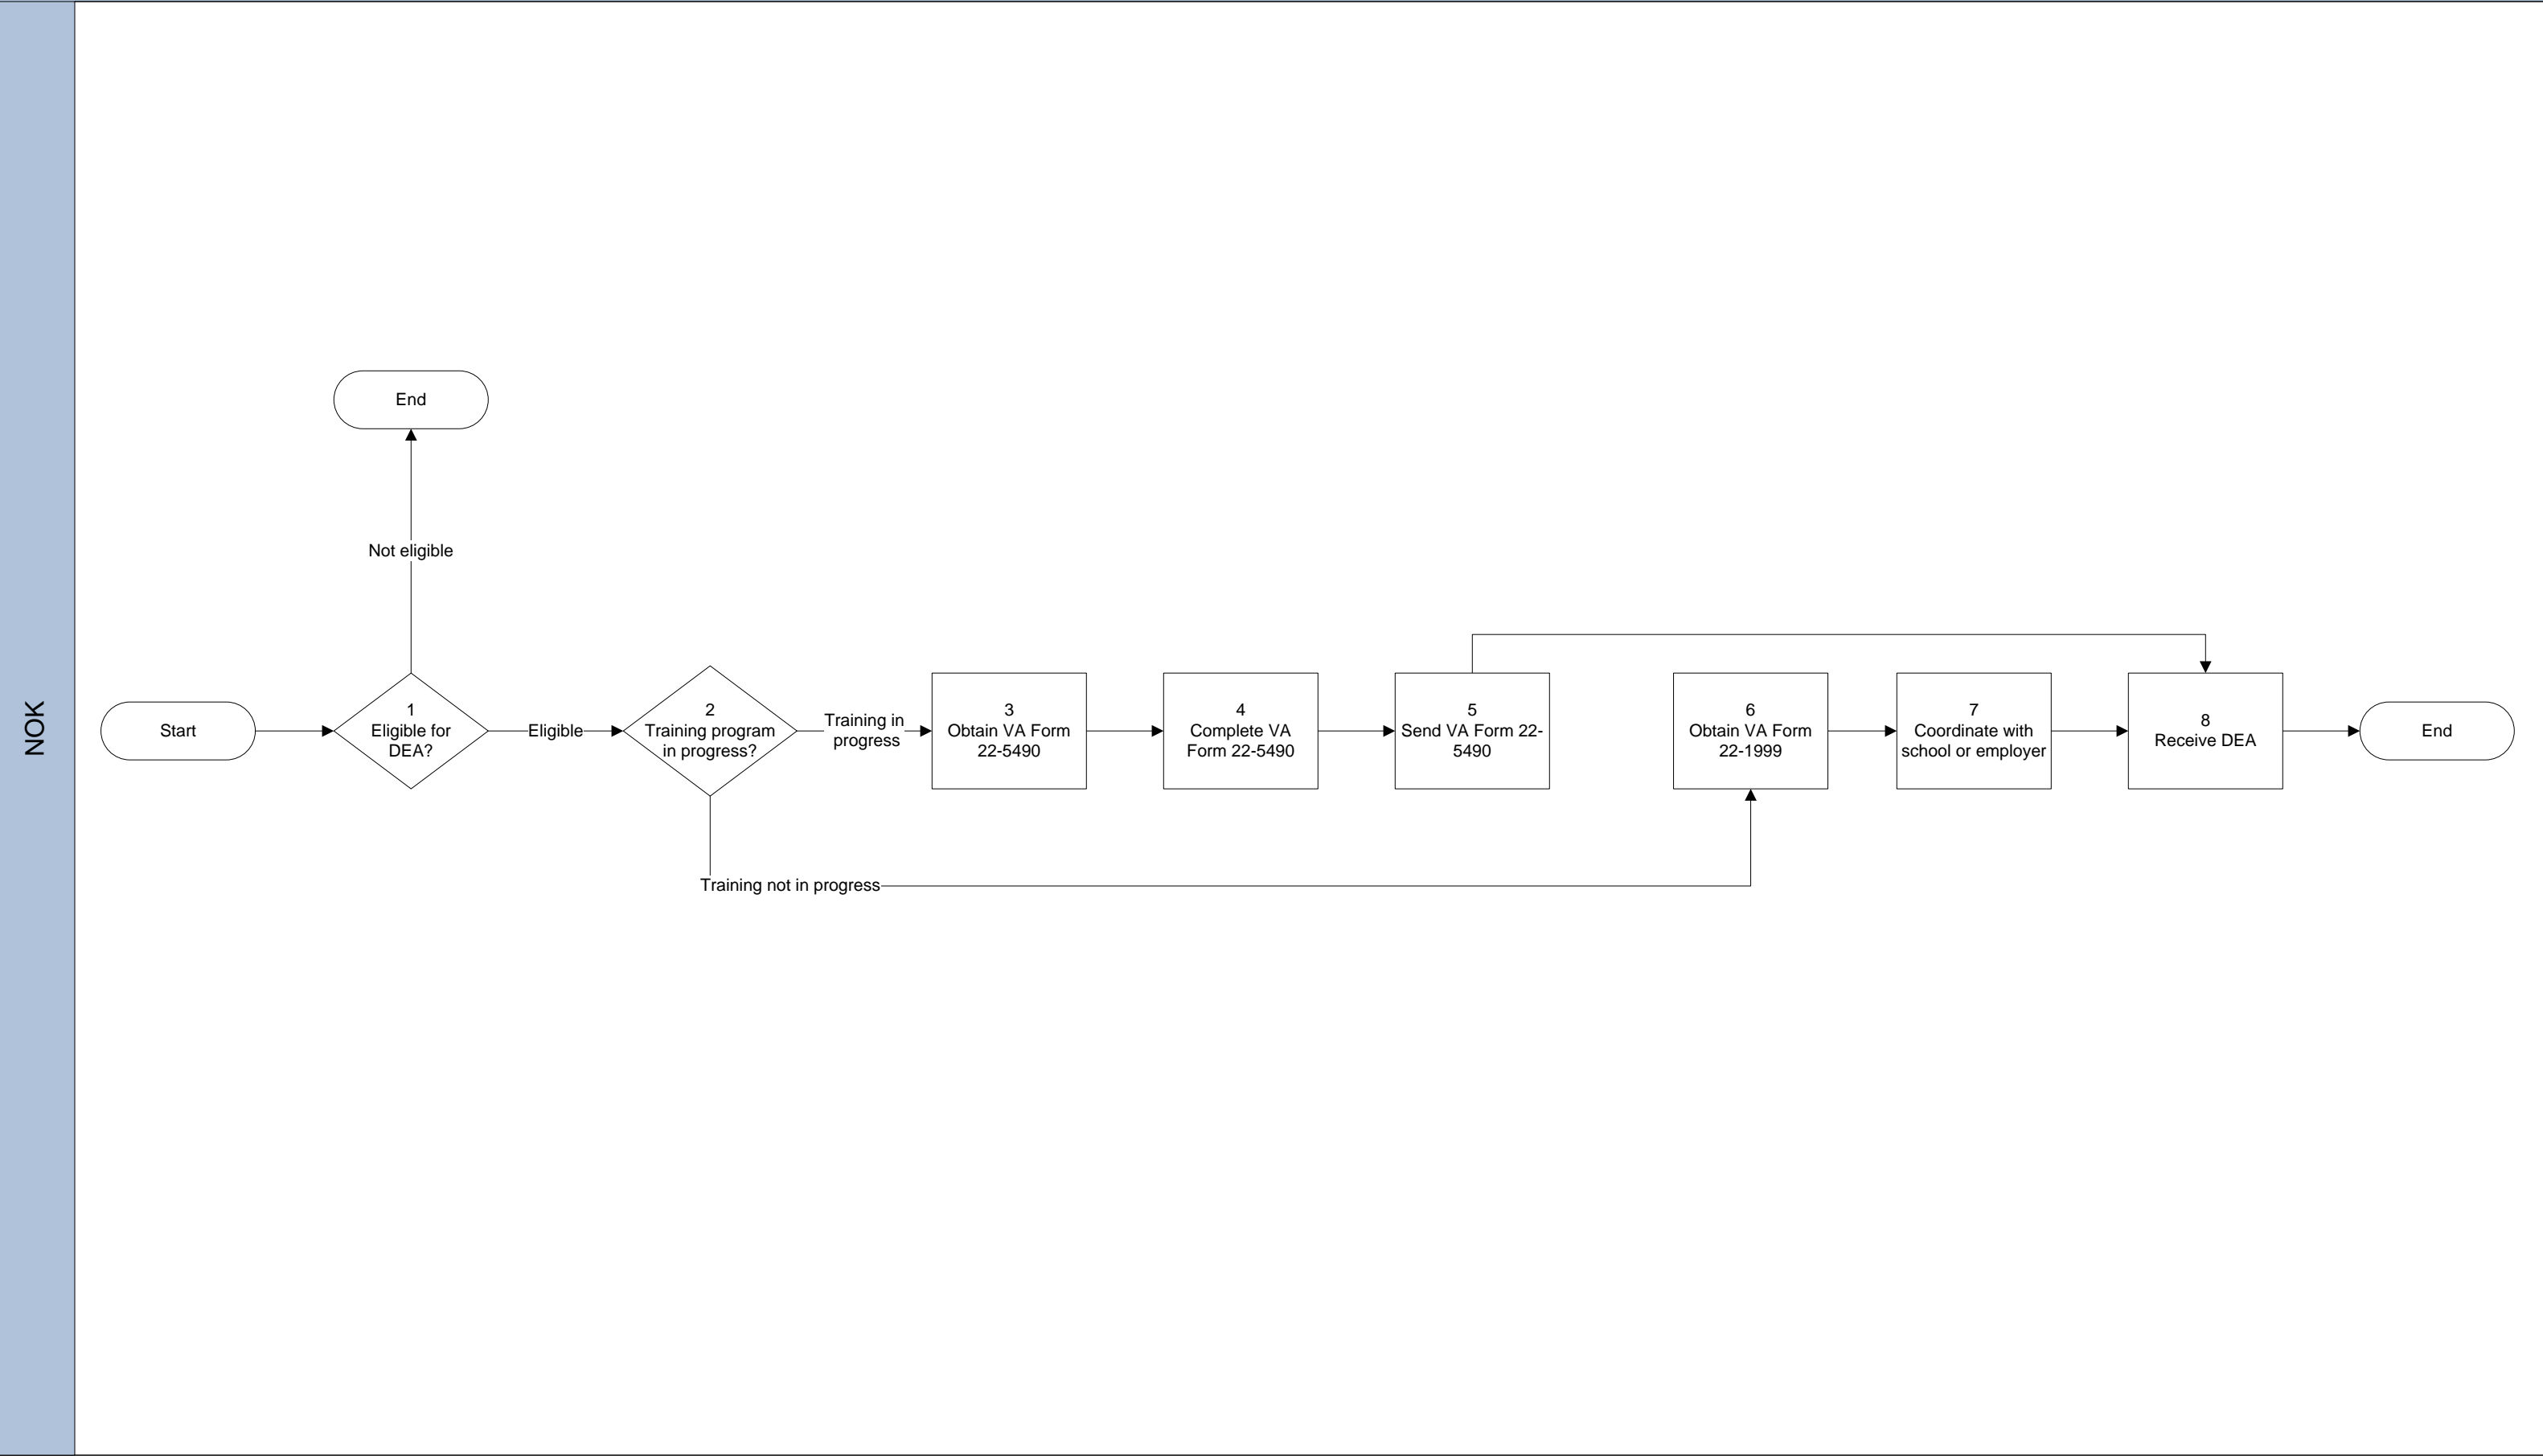 NOK
End
Not eligible
Start
1
Eligible for
DEA?
Eligible
2
Training program
in progress?
Training in
progress
3
Obtain VA Form
22-5490
4
Complete VA
Form 22-5490
5
Send VA Form 22-
5490
6
Obtain VA Form
22-1999
7
Coordinate with
school or employer
8
Receive DEA
End
Training not in progress